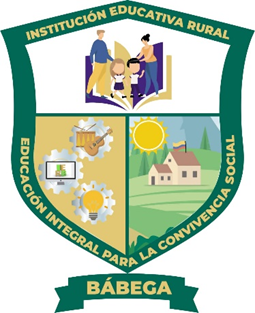 INSTITUCIÓN EDUCATIVA RURAL
EDUCACIÓN INTEGRAL PARA LA CONVIVENCIA SOCIAL
BÁBEGA